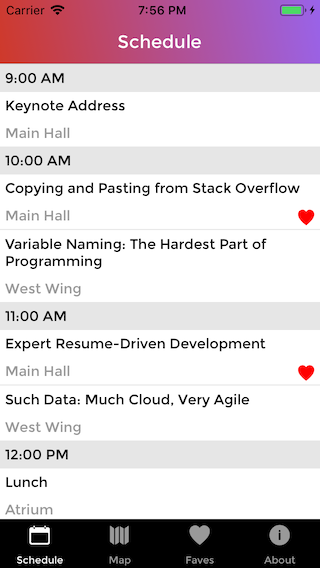 Carrier 7:56 PM
Schedule
9:00 AM
Keynote Address
Main Hall
10:00 AM
Copying and Pasting from Stack Overflow
Main Hall
Variable Naming: The Hardest Part of
Programming
West Wing
11:00 AM
Expert Resume-Driven Development
Main Hall
Such Data: Much Cloud, Very Agile
West Wing
12:00 PM
Lunch
Atrium
Schedule Map Faves About